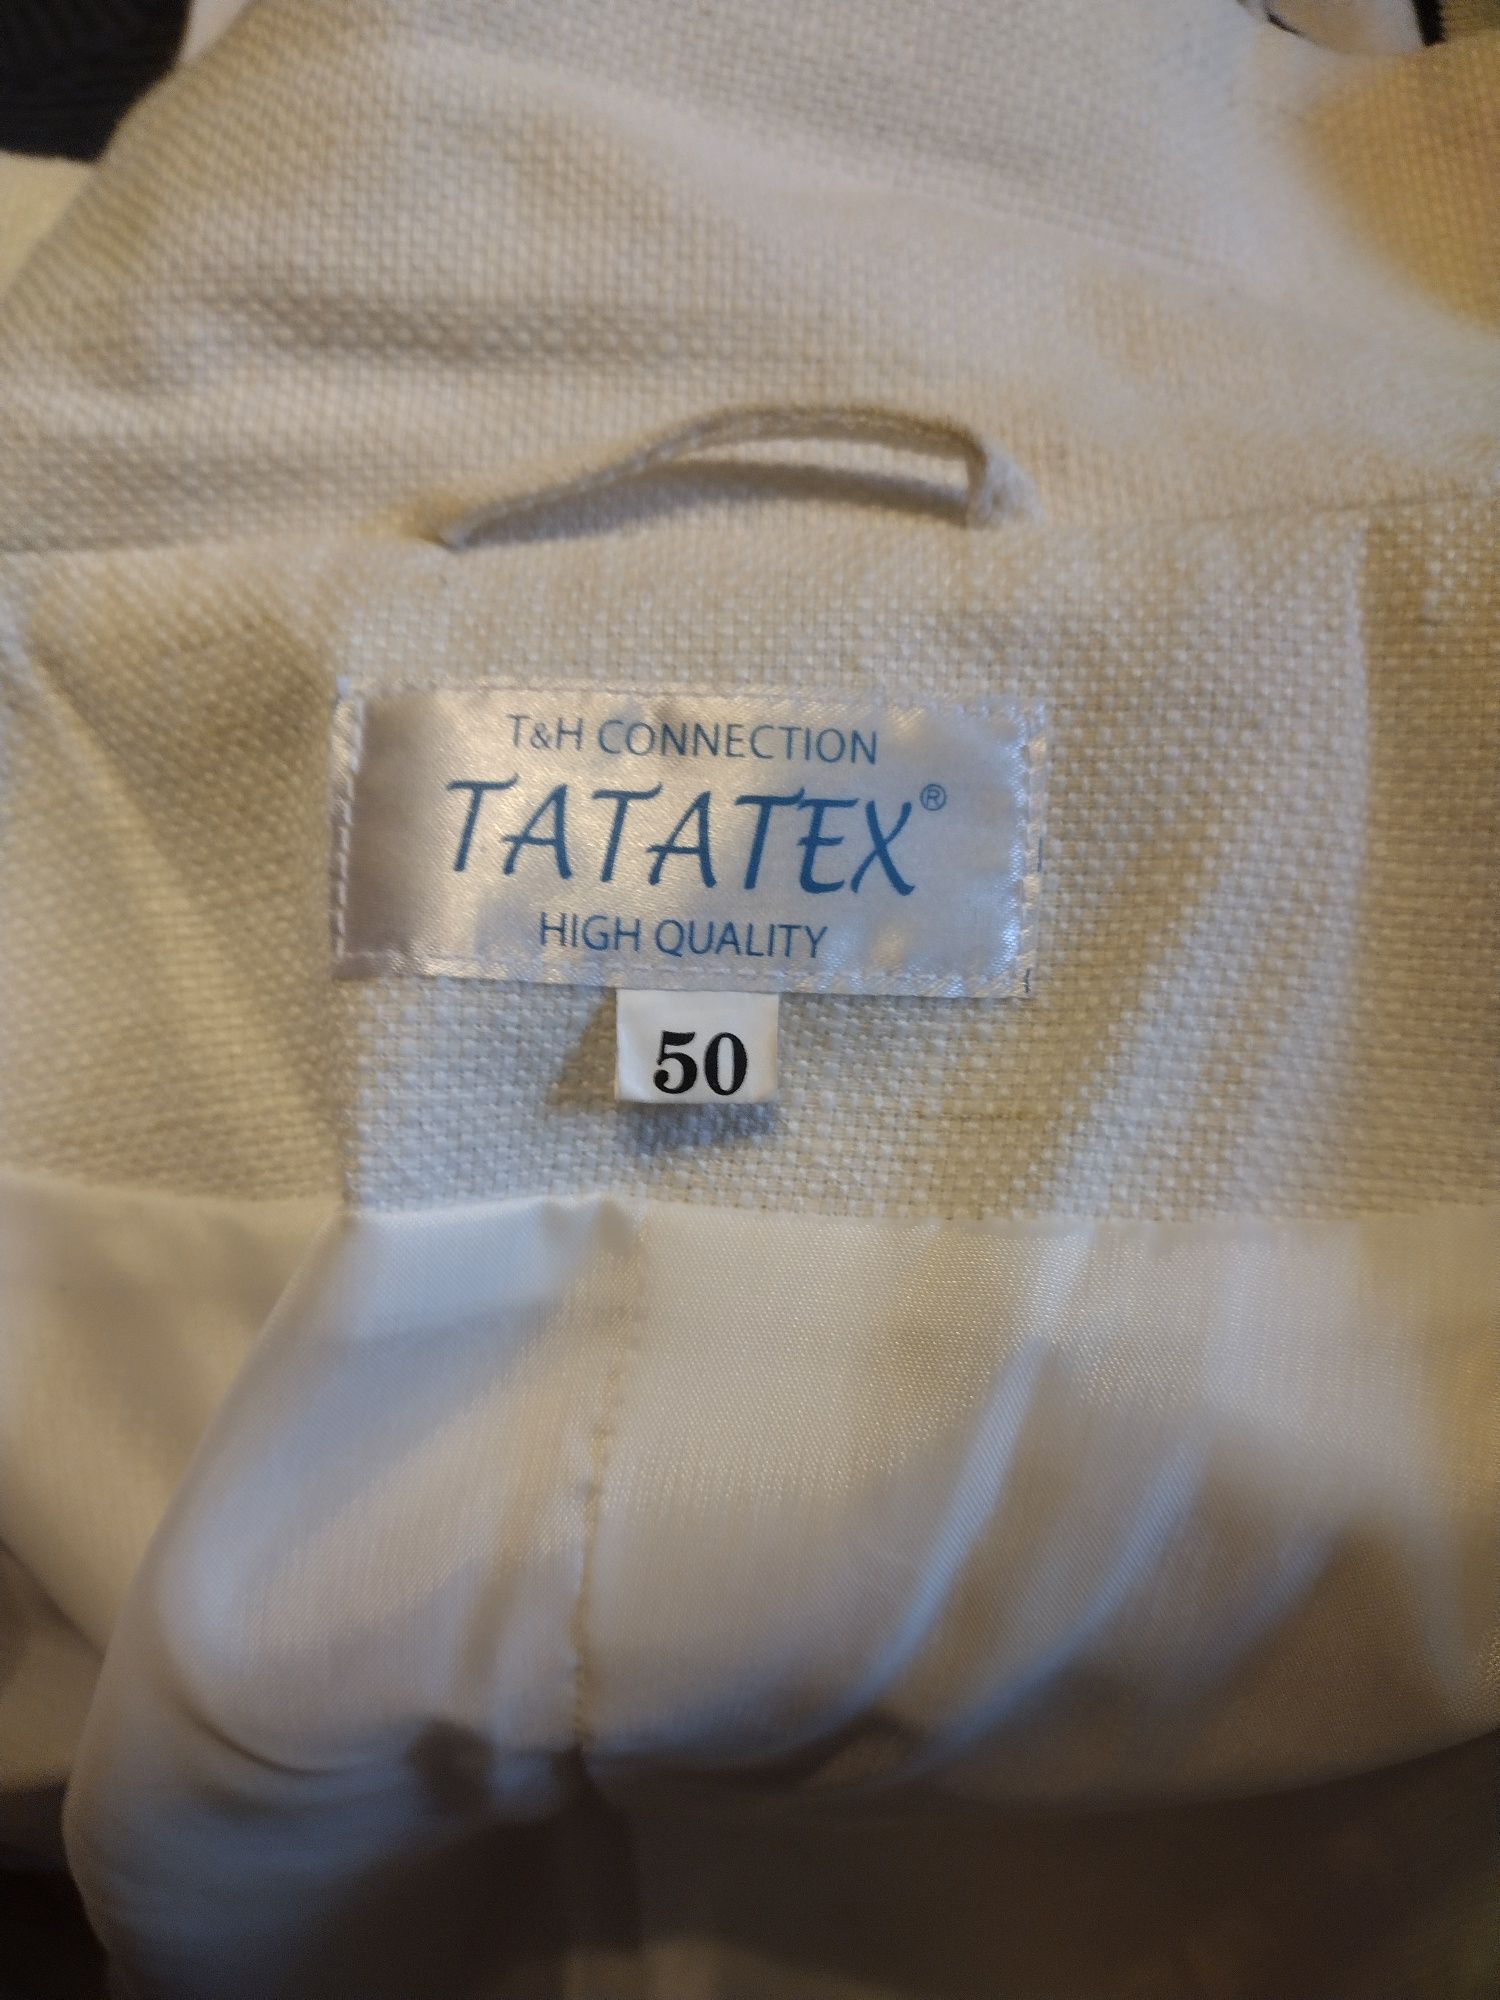 T&H CONNECTION
TATATEX®
HIGH QUALITY
50